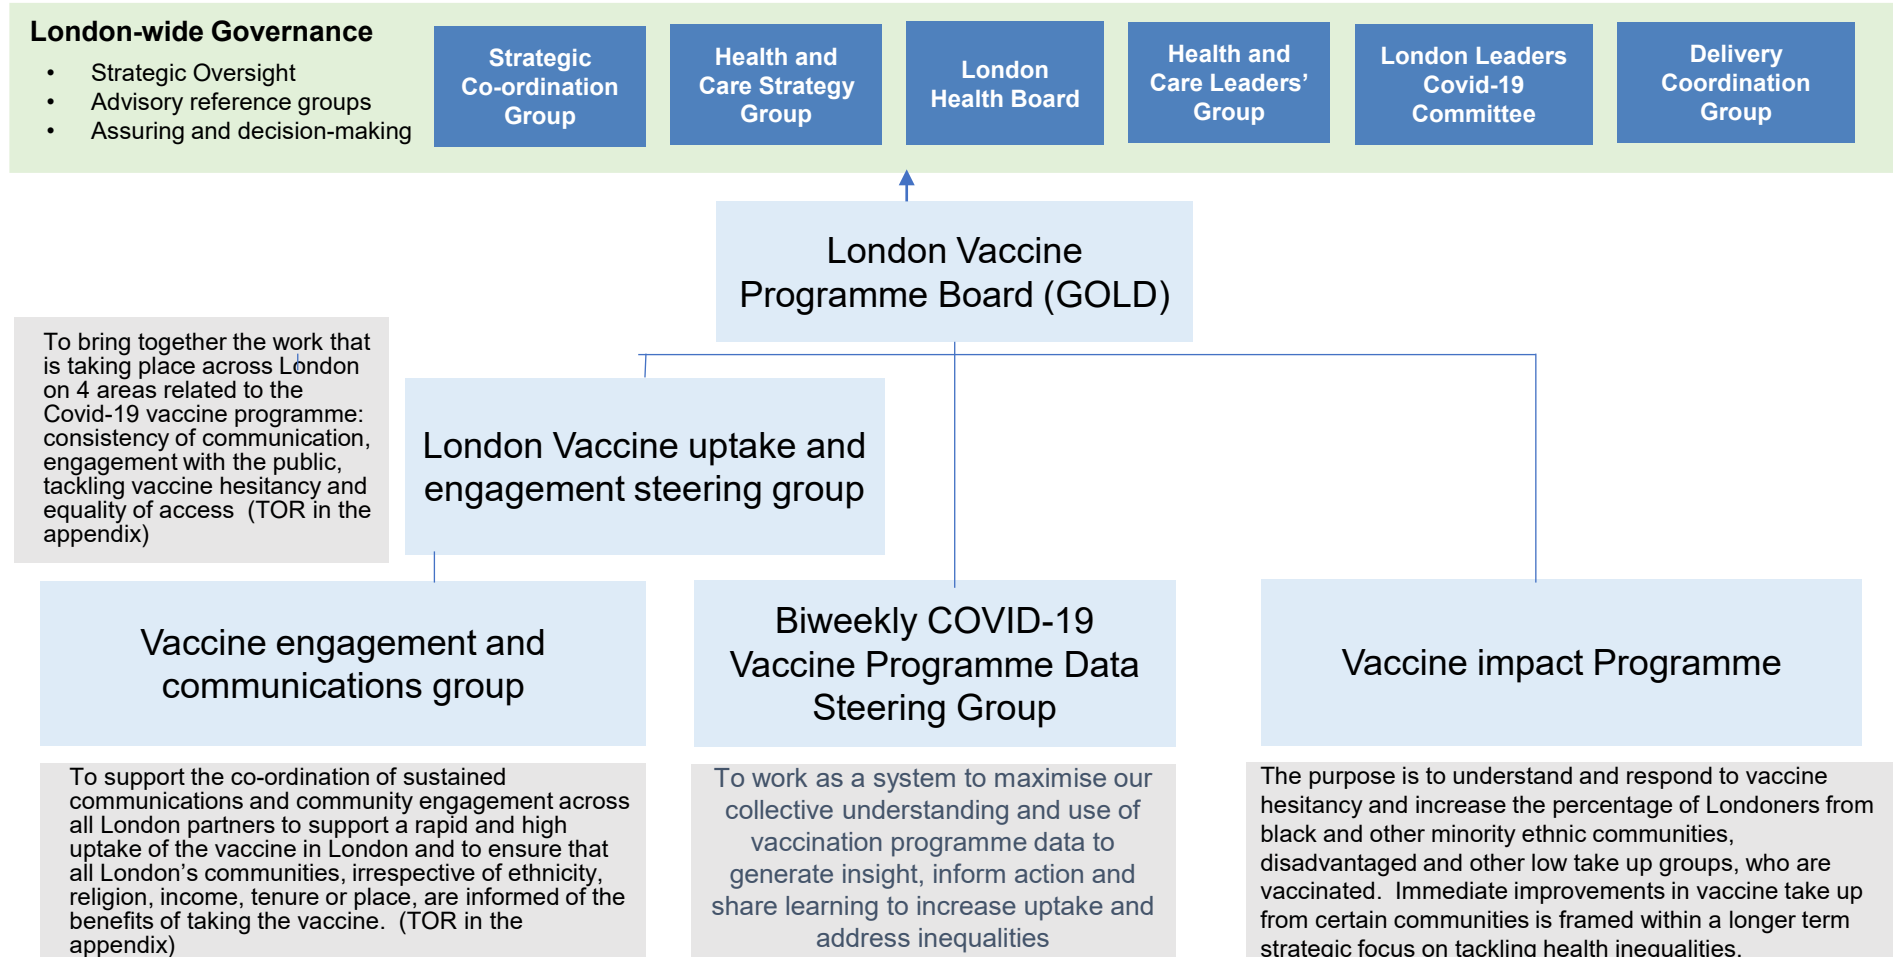 London-wide Governance
• Strategic Oversight
• Advisory reference groups
• Assuring and decision-making
Strategic
Co-ordination
Group
Health and
Care Strategy
Group
London
Health Board
Health and
Care Leaders’
Group
London Leaders
Covid-19
Committee
Delivery
Coordination
Group
London Vaccine
Programme Board (GOLD)
To bring together the work that
is taking place across London
on 4 areas related to the
Covid-19 vaccine programme:
consistency of communication,
engagement with the public,
tackling vaccine hesitancy and
equality of access (TOR in the
appendix)
London Vaccine uptake and
engagement steering group
Vaccine engagement and
communications group
Biweekly COVID-19
Vaccine Programme Data
Steering Group
Vaccine impact Programme
To support the co-ordination of sustained
communications and community engagement across
all London partners to support a rapid and high
uptake of the vaccine in London and to ensure that
all London’s communities, irrespective of ethnicity,
religion, income, tenure or place, are informed of the
benefits of taking the vaccine. (TOR in the
appendix)
To work as a system to maximise our
collective understanding and use of
vaccination programme data to
generate insight, inform action and
share learning to increase uptake and
address inequalities
The purpose is to understand and respond to vaccine
hesitancy and increase the percentage of Londoners from
black and other minority ethnic communities,
disadvantaged and other low take up groups, who are
vaccinated. Immediate improvements in vaccine take up
from certain communities is framed within a longer term
strategic focus on tackling health inequalities.